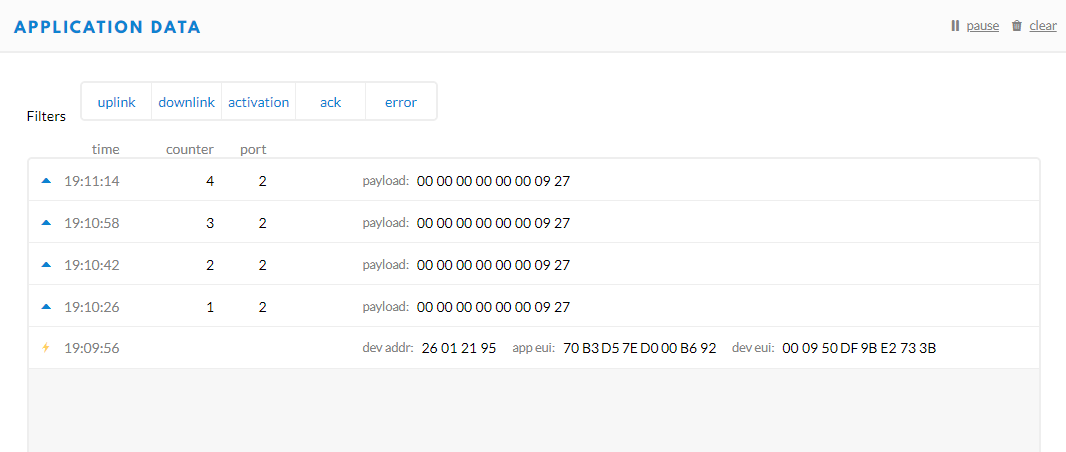 APPLICATION DATA pause clear
Filters uplink downlink activation ack error
time counter port
19:11:14 4 2 payload: 00 00 00 00 00 00 09 27
19:10:58 3 2 payload: 00 00 00 00 00 00 09 27
19:10:42 2 2 payload: 00 00 00 00 00 00 09 27
19:10:26 1 2 payload: 00 00 00 00 00 00 09 27
19:09:56 dev addr: 26 01 21 95 app eui: 70 B3 D5 7E D0 00 B6 92 dev eui: 00 09 50 DF 9B E2 73 3B